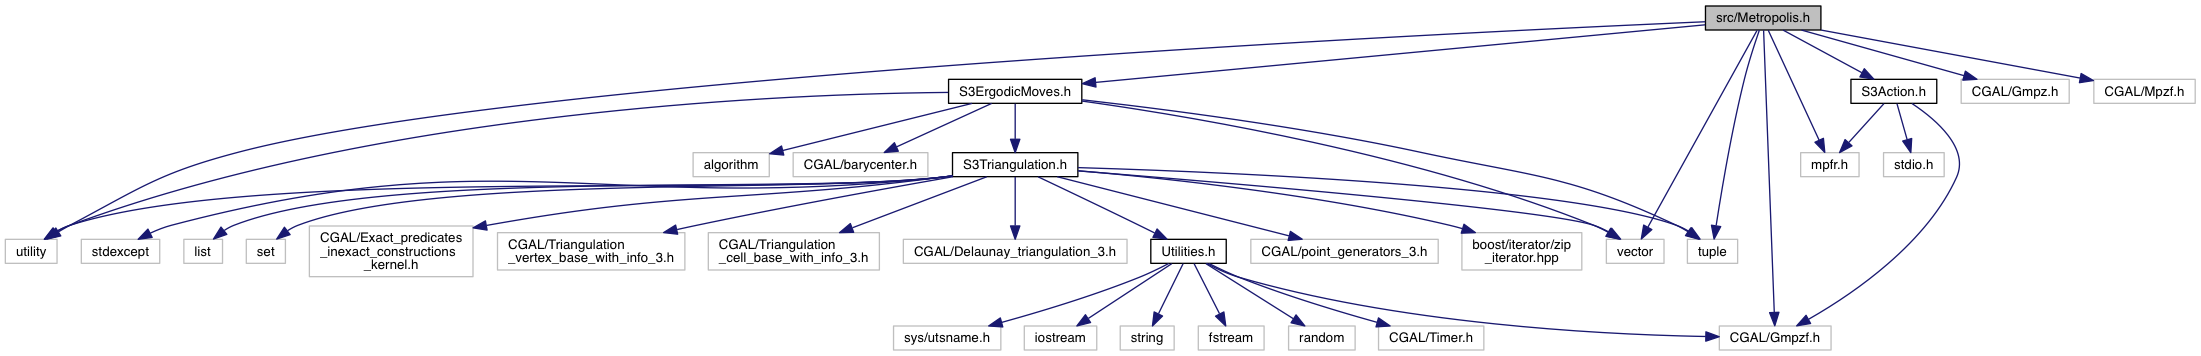 src/Metropolis.h
S3ErgodicMoves.h
S3Action.h
CGAL/Gmpz.h
CGAL/Mpzf.h
algorithm
CGAL/barycenter.h
S3Triangulation.h
mpfr.h
stdio.h
utility
stdexcept
list
set
CGAL/Exact_predicates
_inexact_constructions
_kernel.h
CGAL/Triangulation
_vertex_base_with_info_3.h
CGAL/Triangulation
_cell_base_with_info_3.h
CGAL/Delaunay_triangulation_3.h
Utilities.h
CGAL/point_generators_3.h
boost/iterator/zip
_iterator.hpp
vector
tuple
sys/utsname.h
iostream
string
fstream
random
CGAL/Timer.h
CGAL/Gmpzf.h